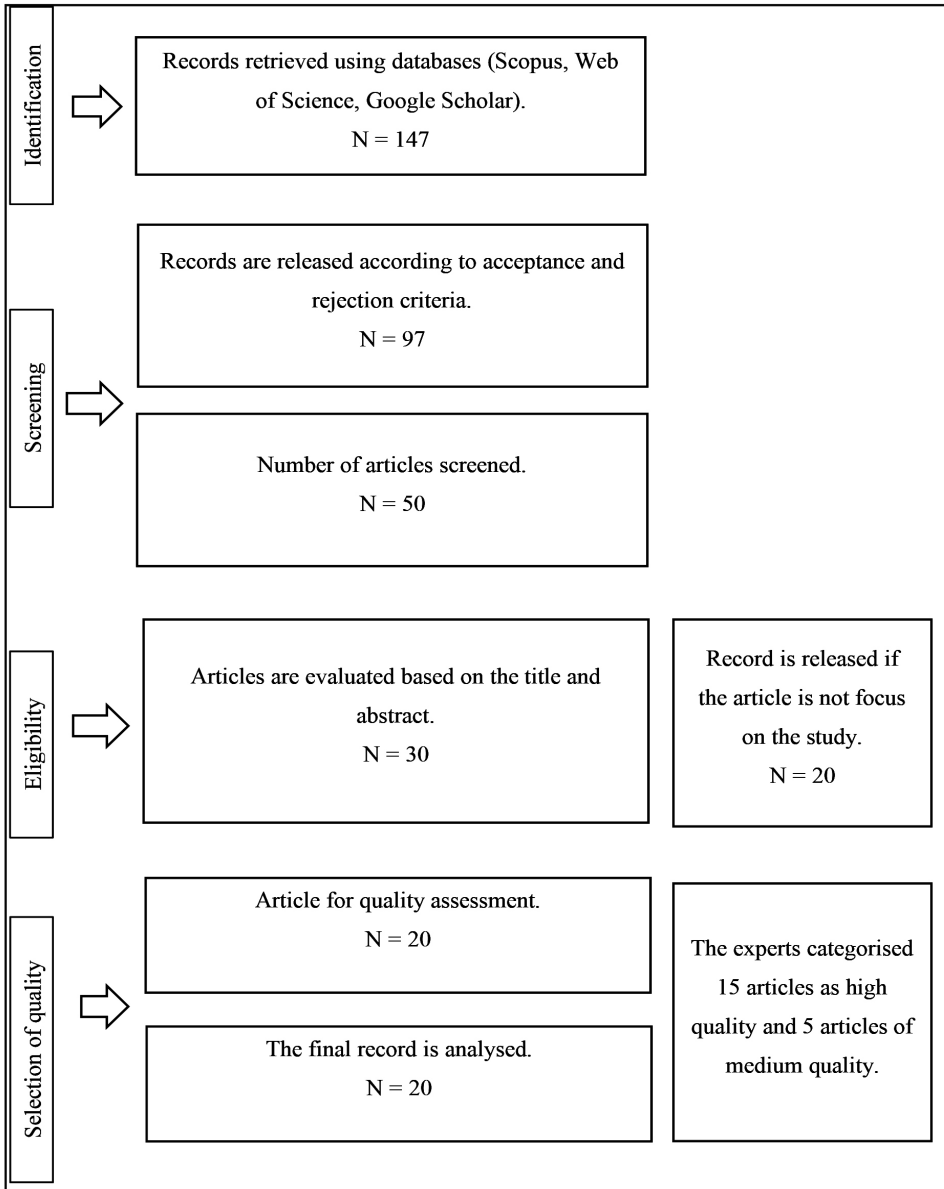 Identification
Records retrieved using databases (Scopus, Web
of Science, Google Scholar).
N = 147
Screening
Records are released according to acceptance and
rejection criteria.
N = 97
Number of articles screened.
N = 50
Eligibility
Articles are evaluated based on the title and
abstract.
N = 30
Record is released if
the article is not focus
on the study.
N = 20
Selection of quality
Article for quality assessment.
N = 20
The final record is analysed.
N = 20
The experts categorised
15 articles as high
quality and 5 articles of
medium quality.